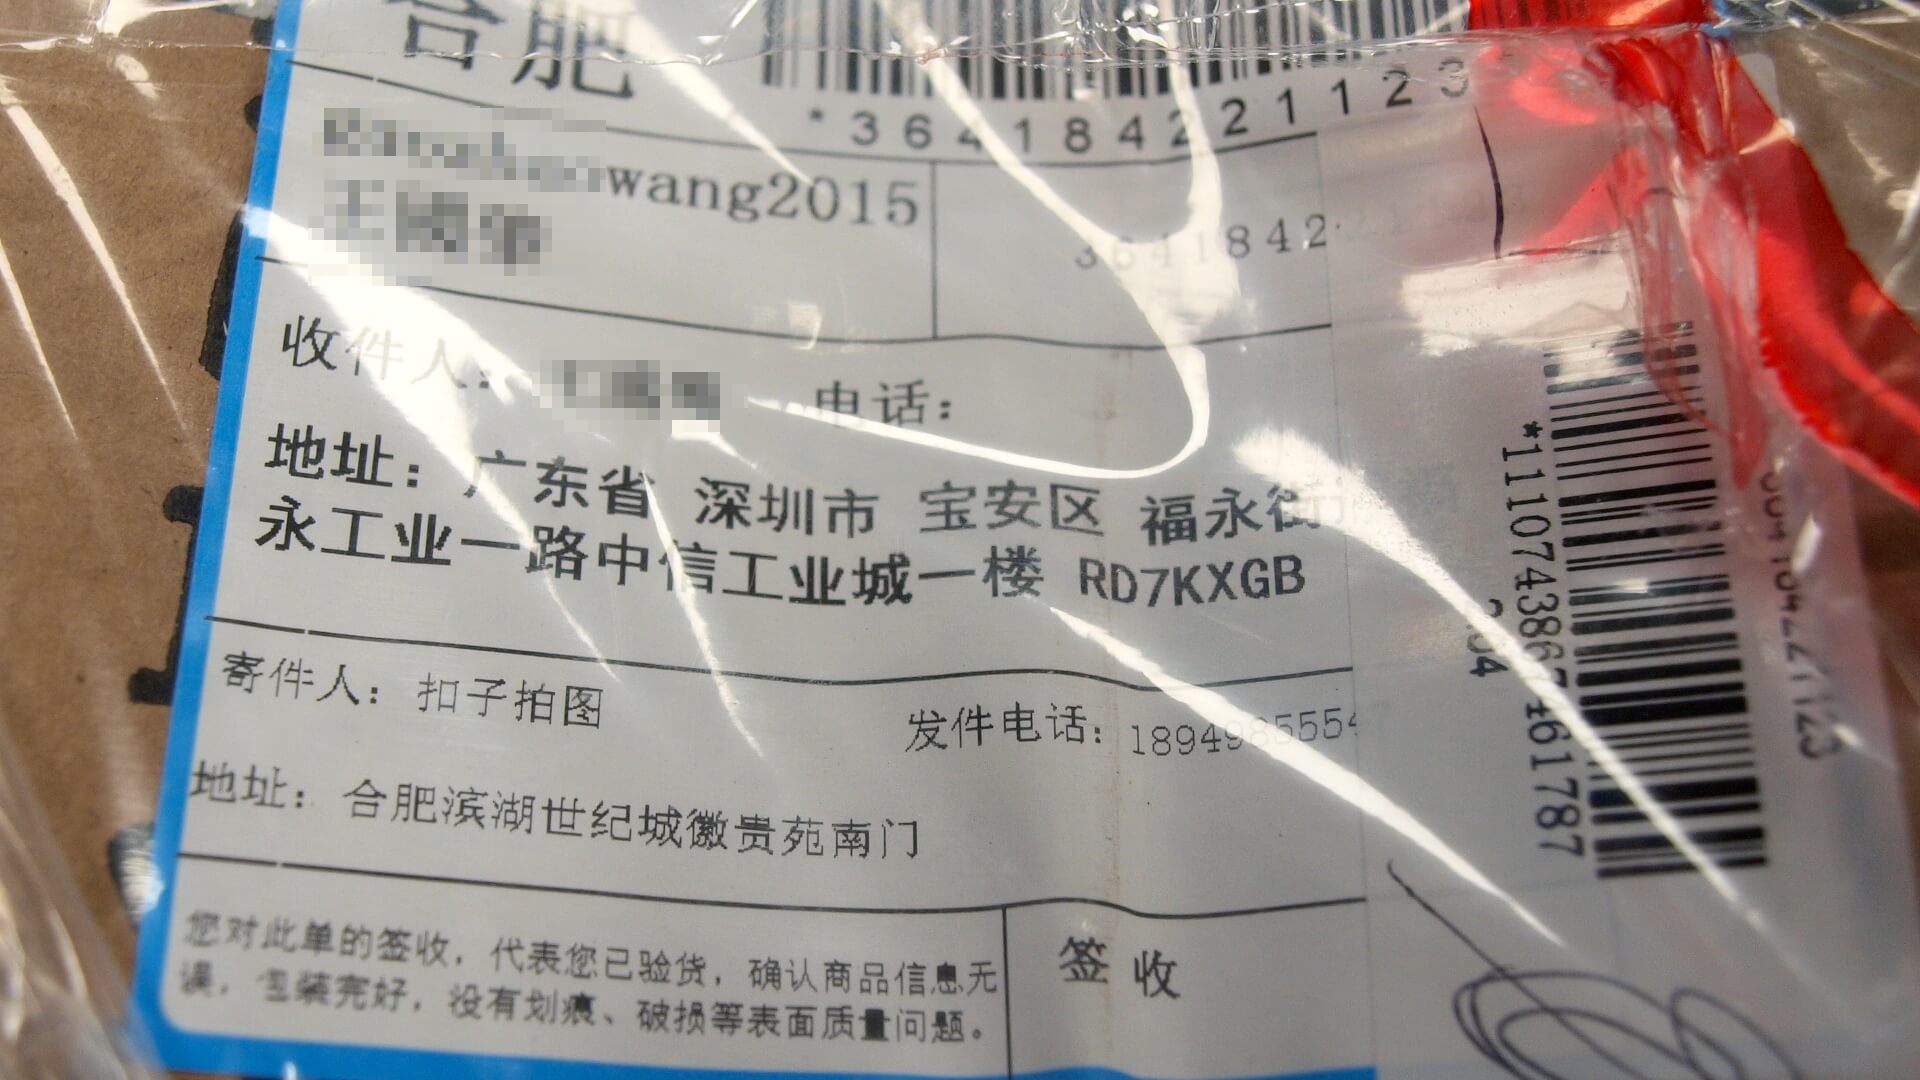 合肥
*364184221123
wang2015
收件人: 电话:
地址: 广东省 深圳市 宝安区 福永街
永工业一路中信工业城一楼 RD7KXGB
寄件人: 扣子拍图 发件电话: 1894985554
地址: 合肥滨湖世纪城徽贵苑南门
您对此单的签收, 代表您已验货, 确认商品信息无
误, 包装完好, 没有划痕、破损等表面质量问题。
签 收